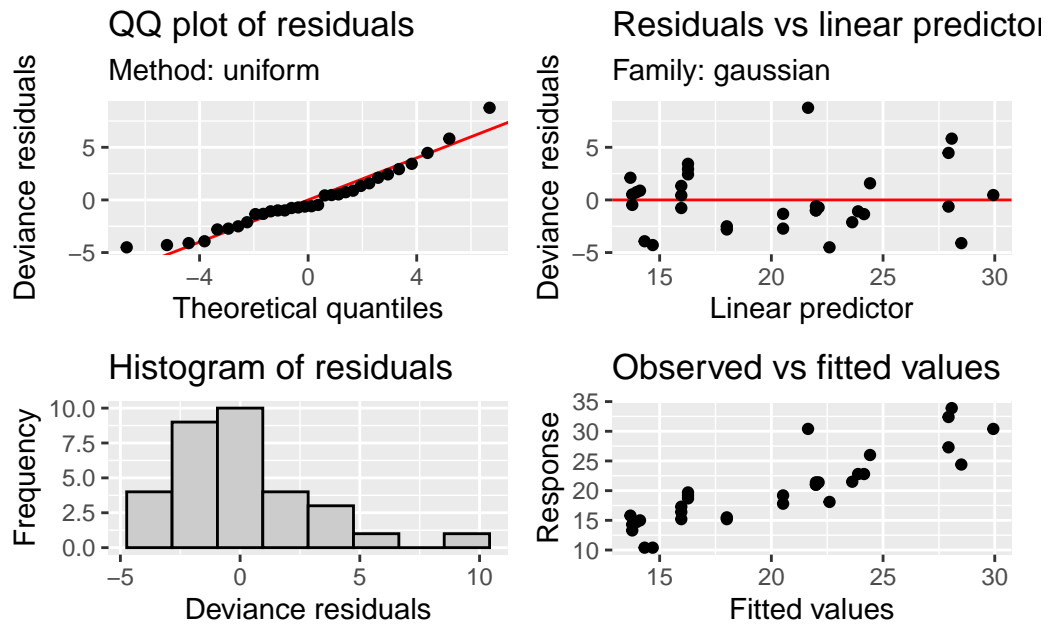 QQ plot of residuals
Method: uniform
Deviance residuals
5
0
−5
−4
0
4
Theoretical quantiles
Residuals vs linear predictor
Family: gaussian
Deviance residuals
5
0
−5
15
20
25
30
Linear predictor
Histogram of residuals
Frequency
10.0
7.5
5.0
2.5
0.0
−5
0
5
10
Deviance residuals
Observed vs fitted values
Response
35
30
25
20
15
10
15
20
25
30
Fitted values